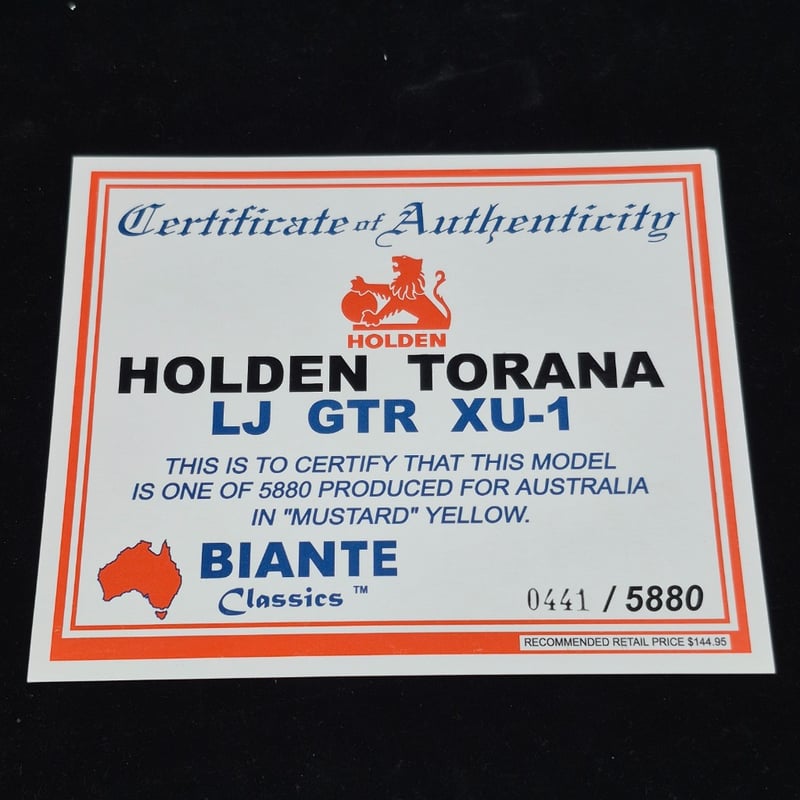 Certificate of Authenticity
HOLDEN
HOLDEN TORANA
LJ GTR XU-1
THIS IS TO CERTIFY THAT THIS MODEL
IS ONE OF 5880 PRODUCED FOR AUSTRALIA
IN "MUSTARD" YELLOW.
BIANTE
Classics ™
0441 / 5880
RECOMMENDED RETAIL PRICE $144.95